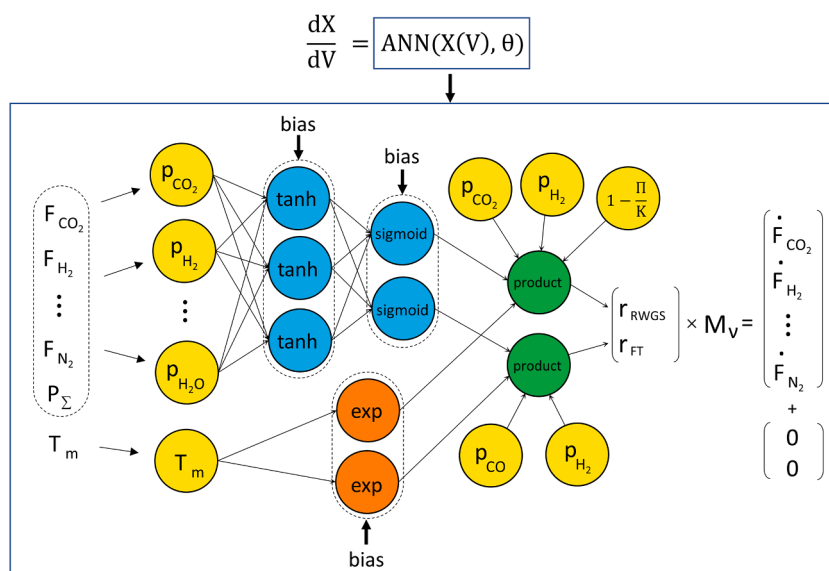 dX/dV = ANN(X(V), θ)
bias
bias
F_CO₂
F_H₂
⋮
F_N₂
P_Σ
T_m
p_CO₂
p_H₂
⋮
p_H₂O
T_m
tanh
tanh
tanh
sigmoid
sigmoid
exp
exp
bias
p_CO₂
p_H₂
1 − Π/K
product
product
p_CO
p_H₂
r_RWGS
r_FT
× M_ν =
Ḟ_CO₂
Ḟ_H₂
⋮
Ḟ_N₂
+
0
0